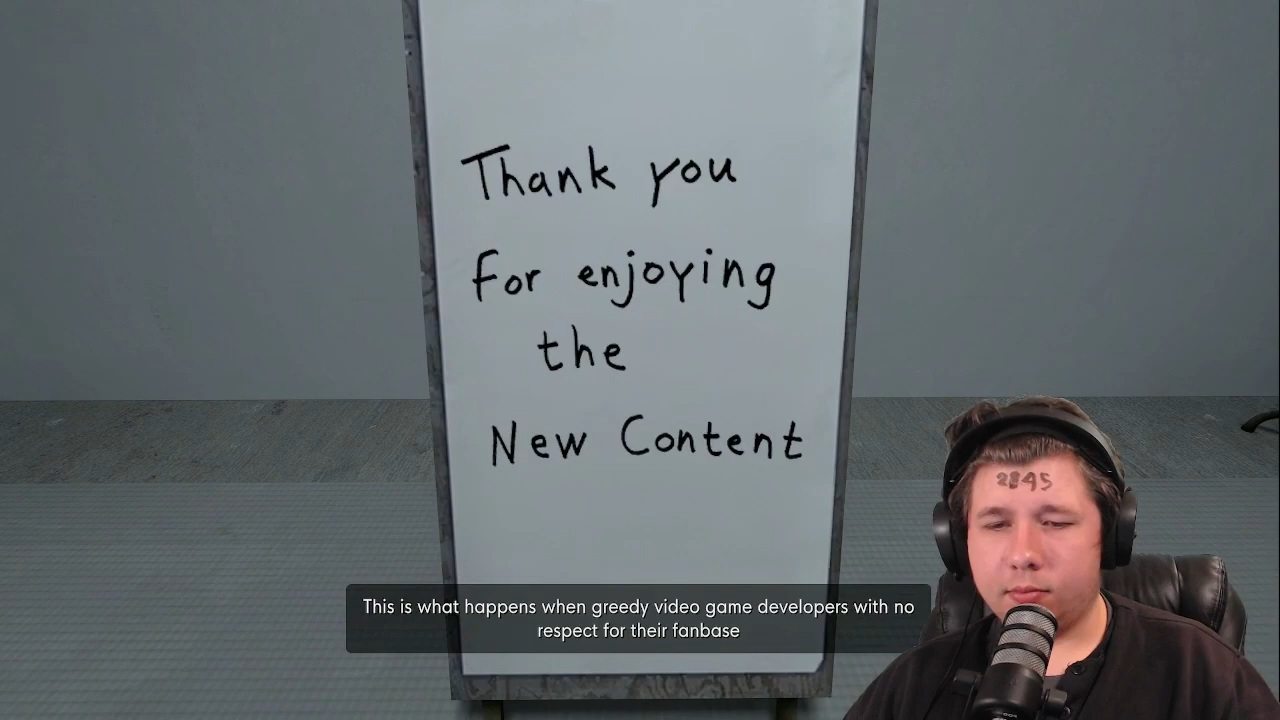 Thank you
For enjoying
the
New Content
2845
This is what happens when greedy video game developers with no
respect for their fanbase